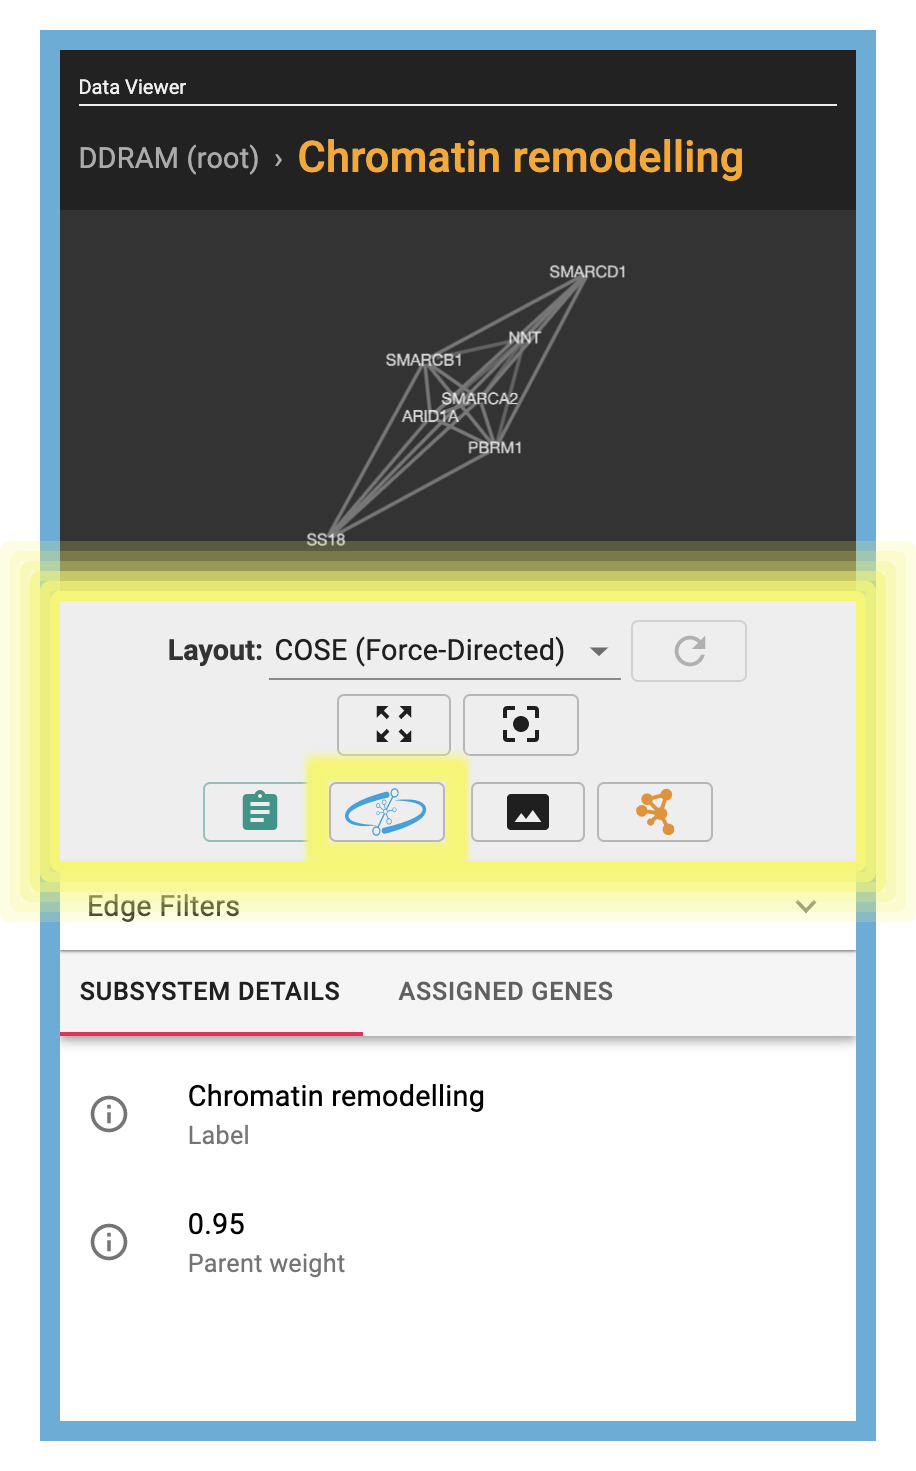 Data Viewer
DDRAM (root) › Chromatin remodelling
SMARCD1
NNT
SMARCB1
SMARCA2
ARID1A
PBRM1
SS18
Layout: COSE (Force-Directed)
Edge Filters
SUBSYSTEM DETAILS ASSIGNED GENES
Chromatin remodelling
Label
0.95
Parent weight